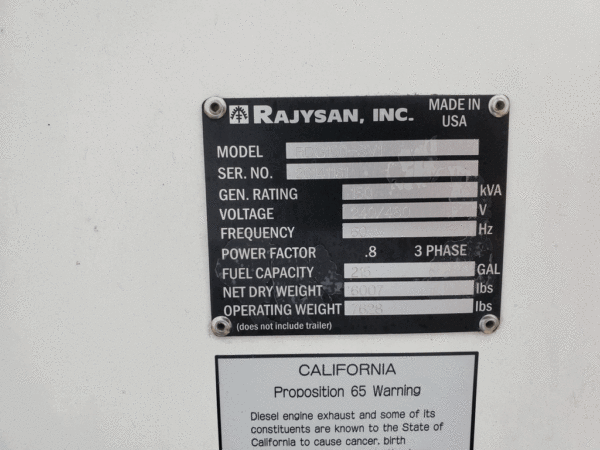 RAJYSAN, INC. MADE IN USA
MODEL
SER. NO.
GEN. RATING kVA
VOLTAGE V
FREQUENCY Hz
POWER FACTOR .8 3 PHASE
FUEL CAPACITY GAL
NET DRY WEIGHT 6007 lbs
OPERATING WEIGHT 7628 lbs
(does not include trailer)
CALIFORNIA
Proposition 65 Warning
Diesel engine exhaust and some of its
constituents are known to the State of
California to cause cancer, birth